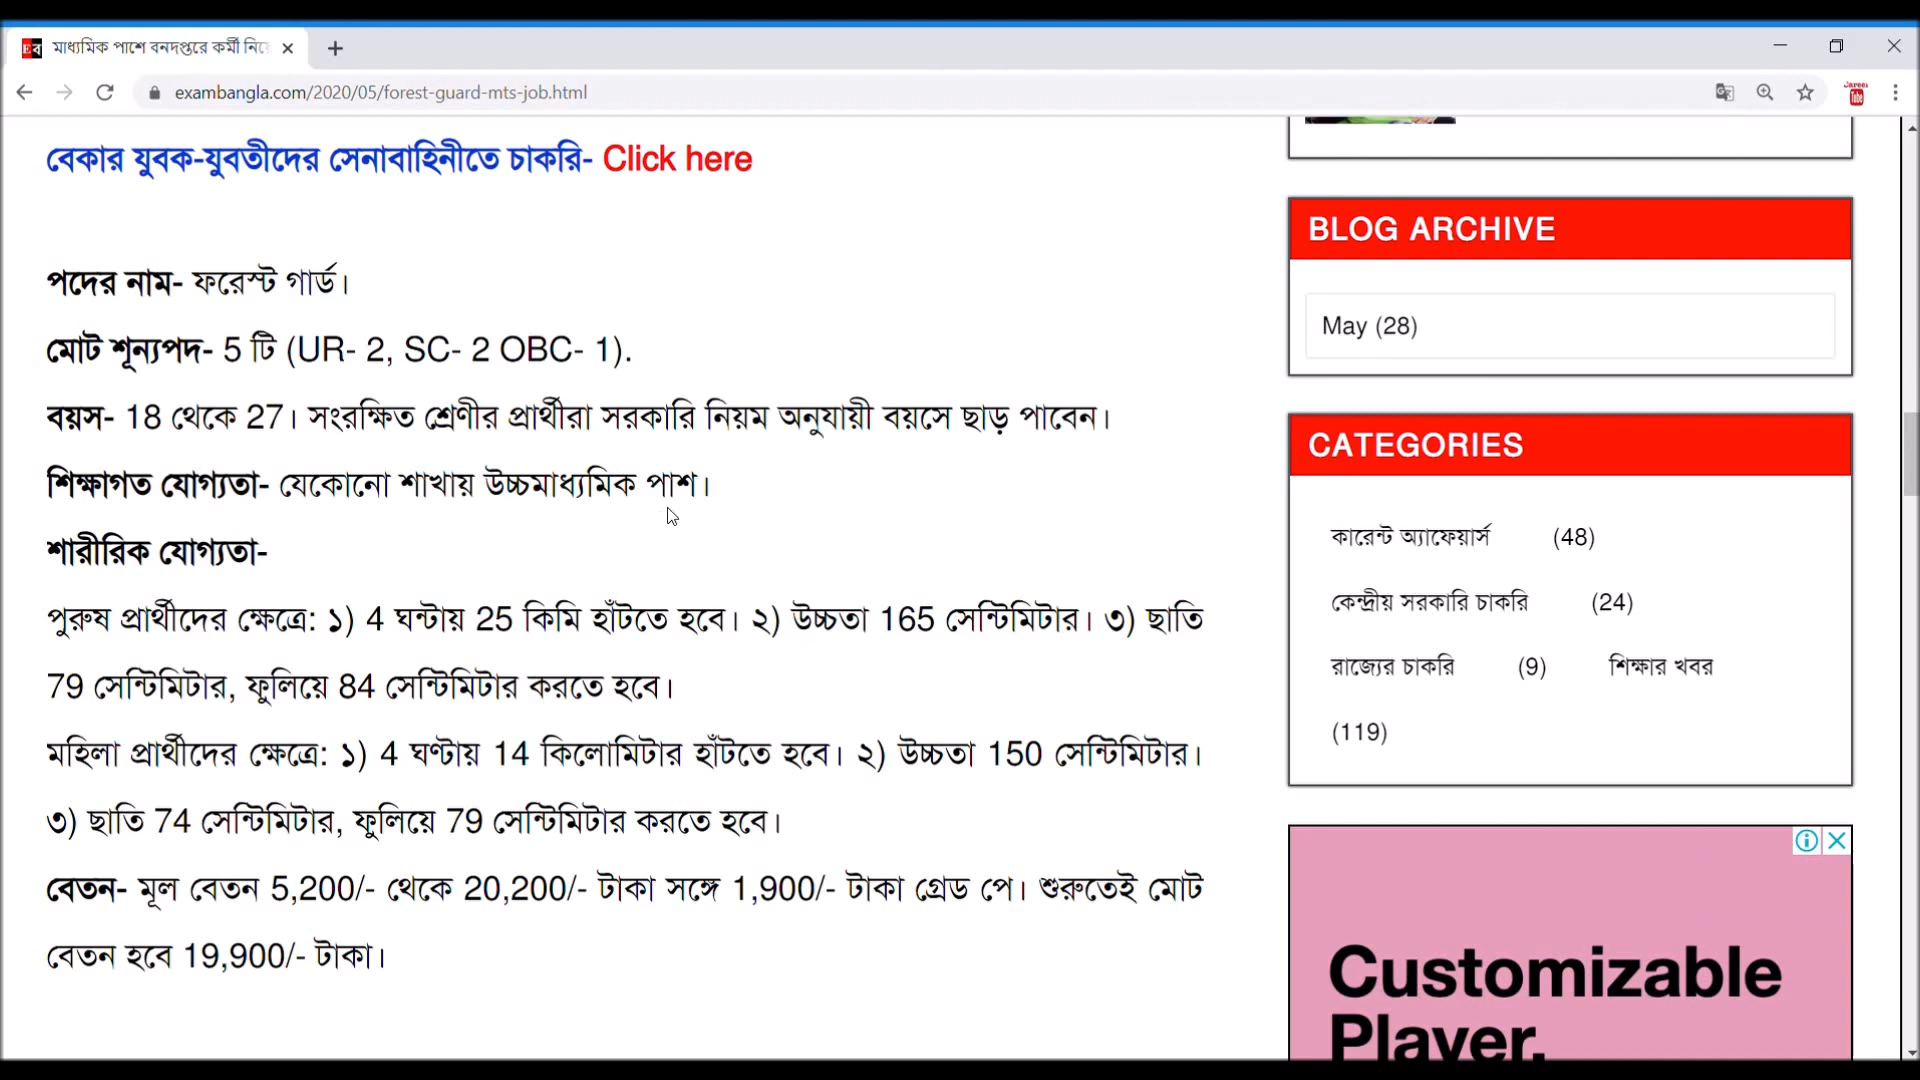 মাধ্যমিক পাশে বনদপ্তরে কর্মী নিয়ে
exambangla.com/2020/05/forest-guard-mts-job.html
Career
Tube
বেকার যুবক-যুবতীদের সেনাবাহিনীতে চাকরি- Click here
পদের নাম- ফরেস্ট গার্ড।
মোট শূন্যপদ- 5 টি (UR- 2, SC- 2 OBC- 1).
বয়স- 18 থেকে 27। সংরক্ষিত শ্রেণীর প্রার্থীরা সরকারি নিয়ম অনুযায়ী বয়সে ছাড় পাবেন।
শিক্ষাগত যোগ্যতা- যেকোনো শাখায় উচ্চমাধ্যমিক পাশ।
শারীরিক যোগ্যতা-
পুরুষ প্রার্থীদের ক্ষেত্রে: ১) 4 ঘন্টায় 25 কিমি হাঁটতে হবে। ২) উচ্চতা 165 সেন্টিমিটার। ৩) ছাতি
79 সেন্টিমিটার, ফুলিয়ে 84 সেন্টিমিটার করতে হবে।
মহিলা প্রার্থীদের ক্ষেত্রে: ১) 4 ঘণ্টায় 14 কিলোমিটার হাঁটতে হবে। ২) উচ্চতা 150 সেন্টিমিটার।
৩) ছাতি 74 সেন্টিমিটার, ফুলিয়ে 79 সেন্টিমিটার করতে হবে।
বেতন- মূল বেতন 5,200/- থেকে 20,200/- টাকা সঙ্গে 1,900/- টাকা গ্রেড পে। শুরুতেই মোট
বেতন হবে 19,900/- টাকা।
BLOG ARCHIVE
May (28)
CATEGORIES
কারেন্ট অ্যাফেয়ার্স (48)
কেন্দ্রীয় সরকারি চাকরি (24)
রাজ্যের চাকরি (9) শিক্ষার খবর
(119)
Customizable
Player.